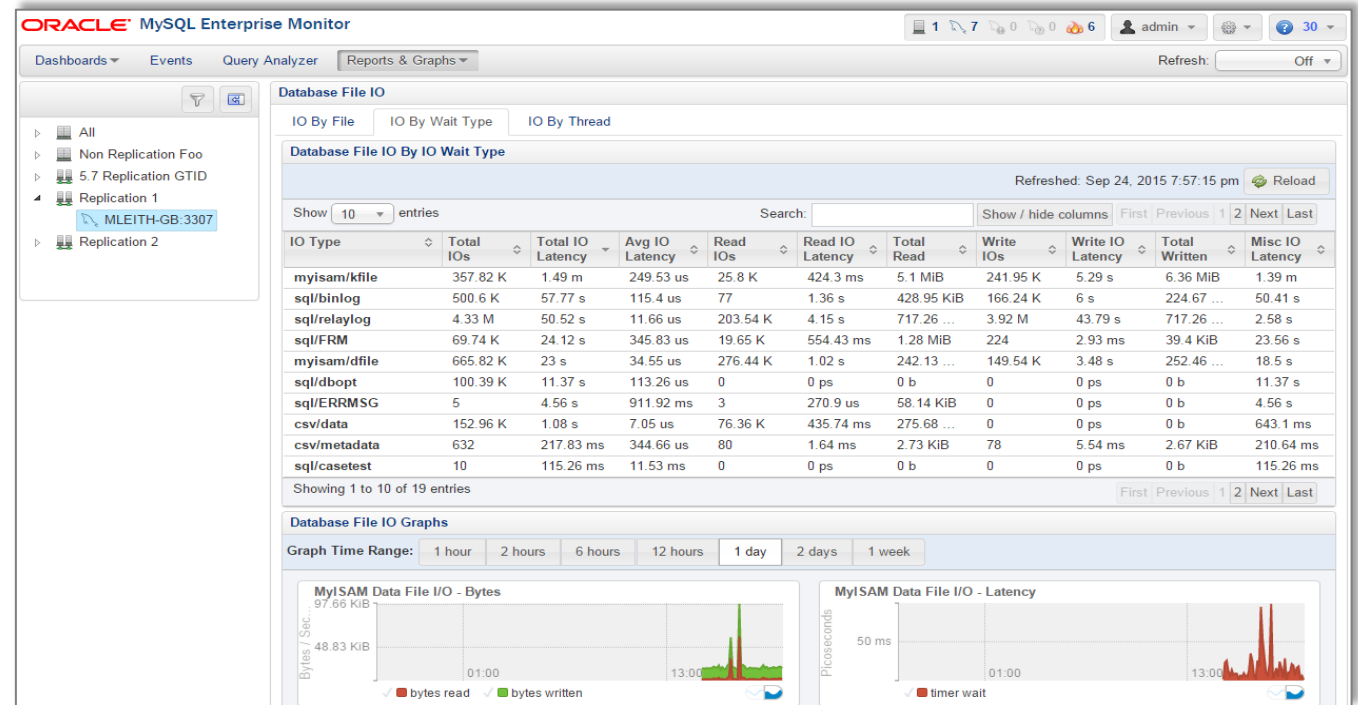 ORACLE® MySQL Enterprise Monitor
1 7 0 0 6 admin 30
Dashboards Events Query Analyzer Reports & Graphs Refresh: Off
Database File IO
IO By File IO By Wait Type IO By Thread
All
Non Replication Foo
5.7 Replication GTID
Replication 1
MLEITH-GB:3307
Replication 2
Database File IO By IO Wait Type
Refreshed: Sep 24, 2015 7:57:15 pm Reload
Show 10 entries Search: Show / hide columns First Previous 1 2 Next Last
IO Type Total IOs Total IO Latency Avg IO Latency Read IOs Read IO Latency Total Read Write IOs Write IO Latency Total Written Misc IO Latency
myisam/kfile 357.82 K 1.49 m 249.53 us 25.8 K 424.3 ms 5.1 MiB 241.95 K 5.29 s 6.36 MiB 1.39 m
sql/binlog 500.6 K 57.77 s 115.4 us 77 1.36 s 428.95 KiB 166.24 K 6 s 224.67 ... 50.41 s
sql/relaylog 4.33 M 50.52 s 11.66 us 203.54 K 4.15 s 717.26 ... 3.92 M 43.79 s 717.26 ... 2.58 s
sql/FRM 69.74 K 24.12 s 345.83 us 19.65 K 554.43 ms 1.28 MiB 224 2.93 ms 39.4 KiB 23.56 s
myisam/dfile 665.82 K 23 s 34.55 us 276.44 K 1.02 s 242.13 ... 149.54 K 3.48 s 252.46 ... 18.5 s
sql/dbopt 100.39 K 11.37 s 113.26 us 0 0 ps 0 b 0 0 ps 0 b 11.37 s
sql/ERRMSG 5 4.56 s 911.92 ms 3 270.9 us 58.14 KiB 0 0 ps 0 b 4.56 s
csv/data 152.96 K 1.08 s 7.05 us 76.36 K 435.74 ms 275.68 ... 0 0 ps 0 b 643.1 ms
csv/metadata 632 217.83 ms 344.66 us 80 1.64 ms 2.73 KiB 78 5.54 ms 2.67 KiB 210.64 ms
sql/casetest 10 115.26 ms 11.53 ms 0 0 ps 0 b 0 0 ps 0 b 115.26 ms
Showing 1 to 10 of 19 entries First Previous 1 2 Next Last
Database File IO Graphs
Graph Time Range: 1 hour 2 hours 6 hours 12 hours 1 day 2 days 1 week
MyISAM Data File I/O - Bytes
97.66 KiB
48.83 KiB
Bytes / Sec...
01:00 13:00
bytes read bytes written
MyISAM Data File I/O - Latency
50 ms
Picoseconds
01:00 13:00
timer wait